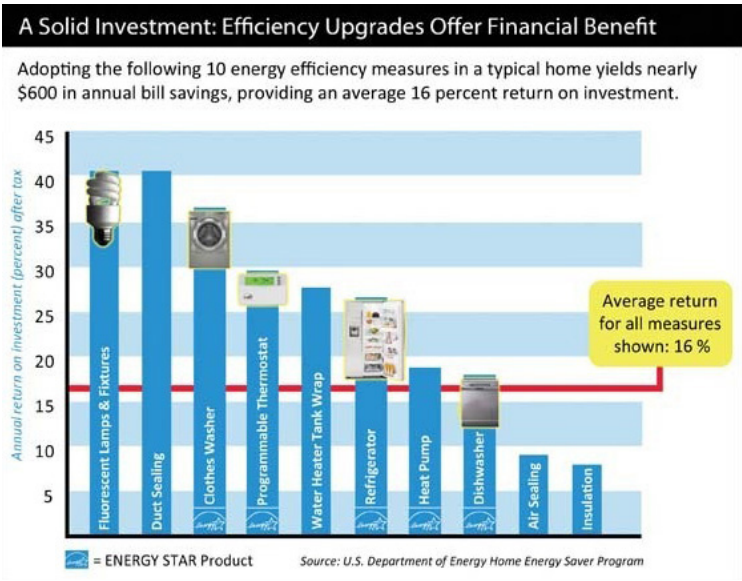 A Solid Investment: Efficiency Upgrades Offer Financial Benefit
Adopting the following 10 energy efficiency measures in a typical home yields nearly
$600 in annual bill savings, providing an average 16 percent return on investment.
Annual return on investment (percent) after tax
45
40
35
30
25
20
15
10
5
Fluorescent Lamps & Fixtures
Duct Sealing
Clothes Washer
Programmable Thermostat
Water Heater Tank Wrap
Refrigerator
Heat Pump
Dishwasher
Air Sealing
Insulation
Average return
for all measures
shown: 16 %
= ENERGY STAR Product
Source: U.S. Department of Energy Home Energy Saver Program